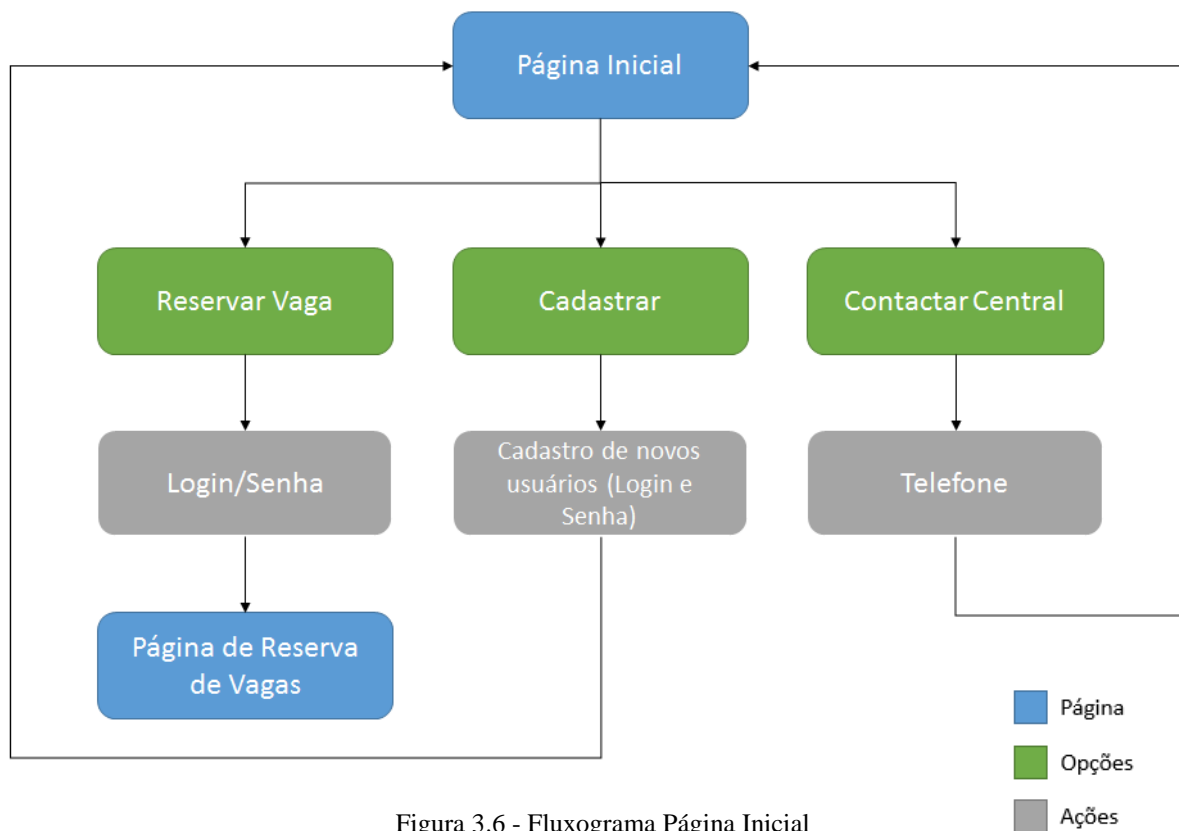 Página Inicial
Reservar Vaga
Cadastrar
Contactar Central
Login/Senha
Cadastro de novos
usuários (Login e
Senha)
Telefone
Página de Reserva
de Vagas
Página
Opções
Ações
Figura 3.6 - Fluxograma Página Inicial